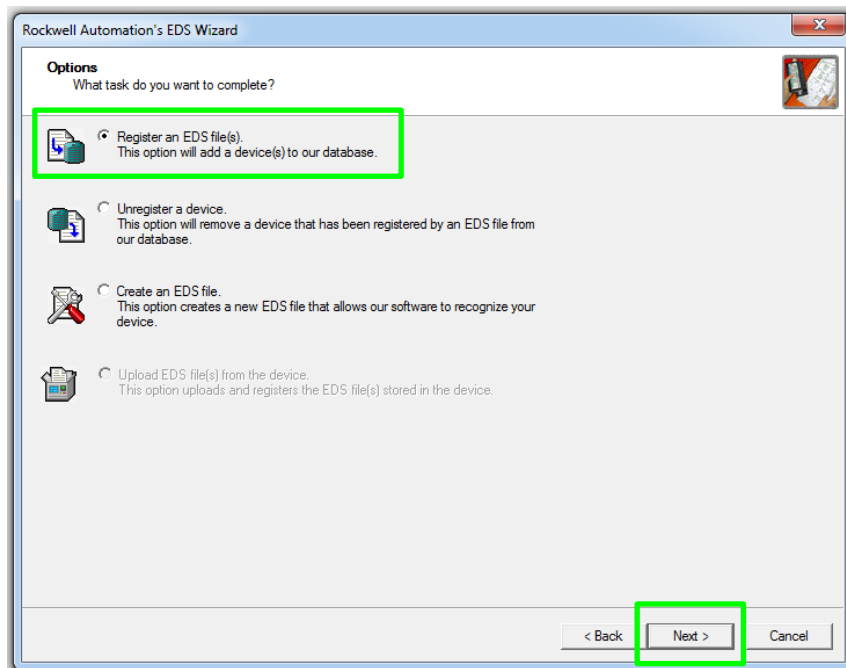 Rockwell Automation's EDS Wizard
Options
What task do you want to complete?
Register an EDS file(s).
This option will add a device(s) to our database.
Unregister a device.
This option will remove a device that has been registered by an EDS file from
our database.
Create an EDS file.
This option creates a new EDS file that allows our software to recognize your
device.
Upload EDS file(s) from the device.
This option uploads and registers the EDS file(s) stored in the device.
< Back Next > Cancel